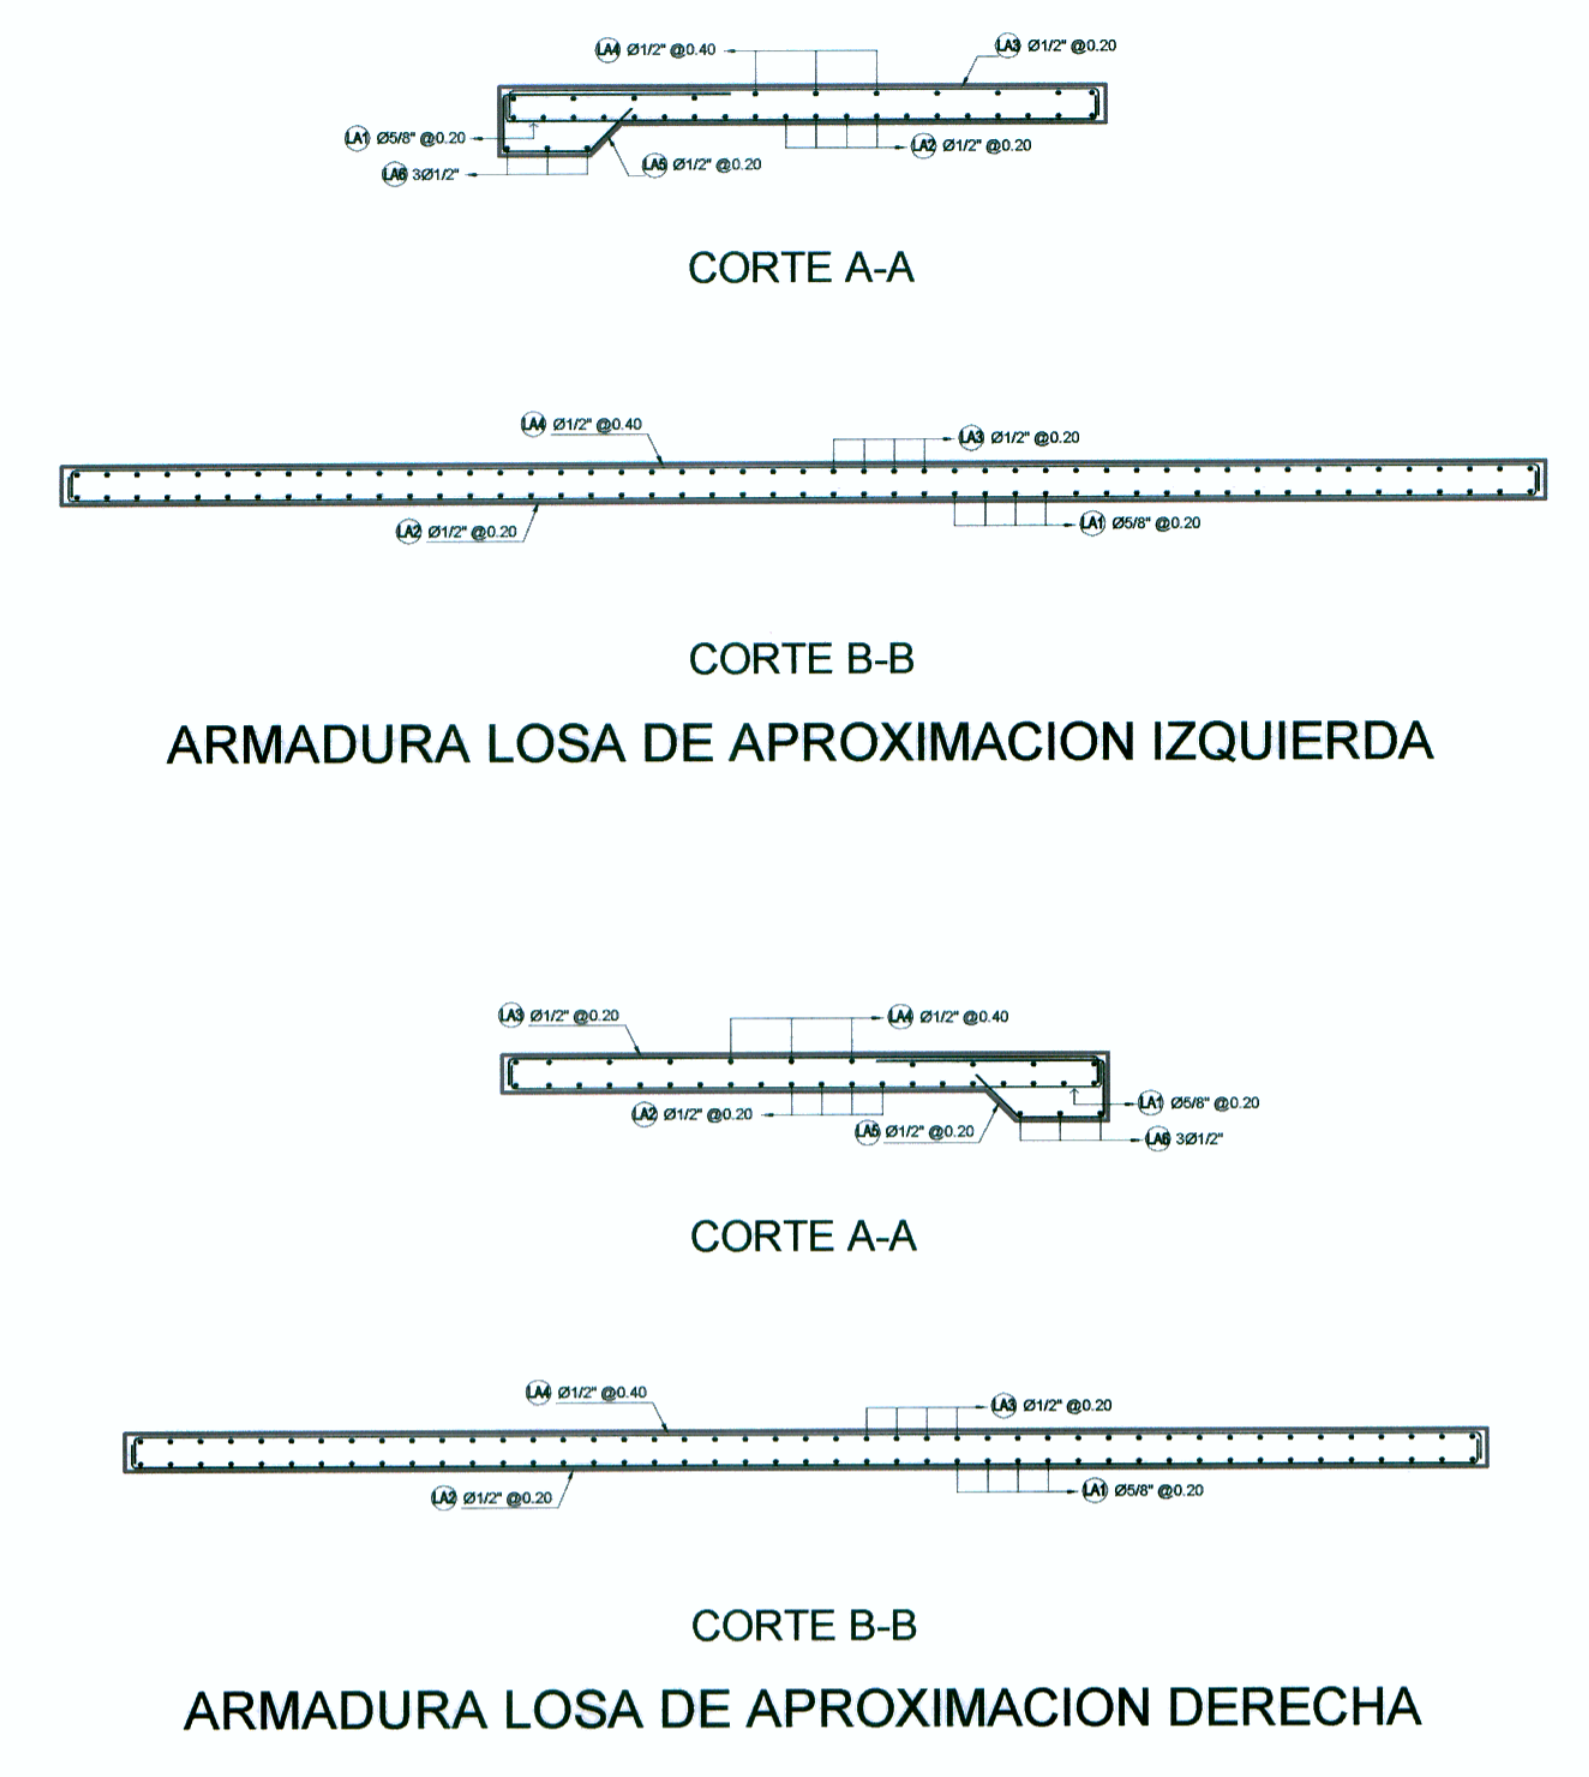 LA4 Ø1/2" @0.40
LA3 Ø1/2" @0.20
LA1 Ø5/8" @0.20
LA2 Ø1/2" @0.20
LA5 Ø1/2" @0.20
LA6 3Ø1/2"
CORTE A-A
LA4 Ø1/2" @0.40
LA3 Ø1/2" @0.20
LA2 Ø1/2" @0.20
LA1 Ø5/8" @0.20
CORTE B-B
ARMADURA LOSA DE APROXIMACION IZQUIERDA
LA3 Ø1/2" @0.20
LA4 Ø1/2" @0.40
LA1 Ø5/8" @0.20
LA2 Ø1/2" @0.20
LA5 Ø1/2" @0.20
LA6 3Ø1/2"
CORTE A-A
LA4 Ø1/2" @0.40
LA3 Ø1/2" @0.20
LA2 Ø1/2" @0.20
LA1 Ø5/8" @0.20
CORTE B-B
ARMADURA LOSA DE APROXIMACION DERECHA